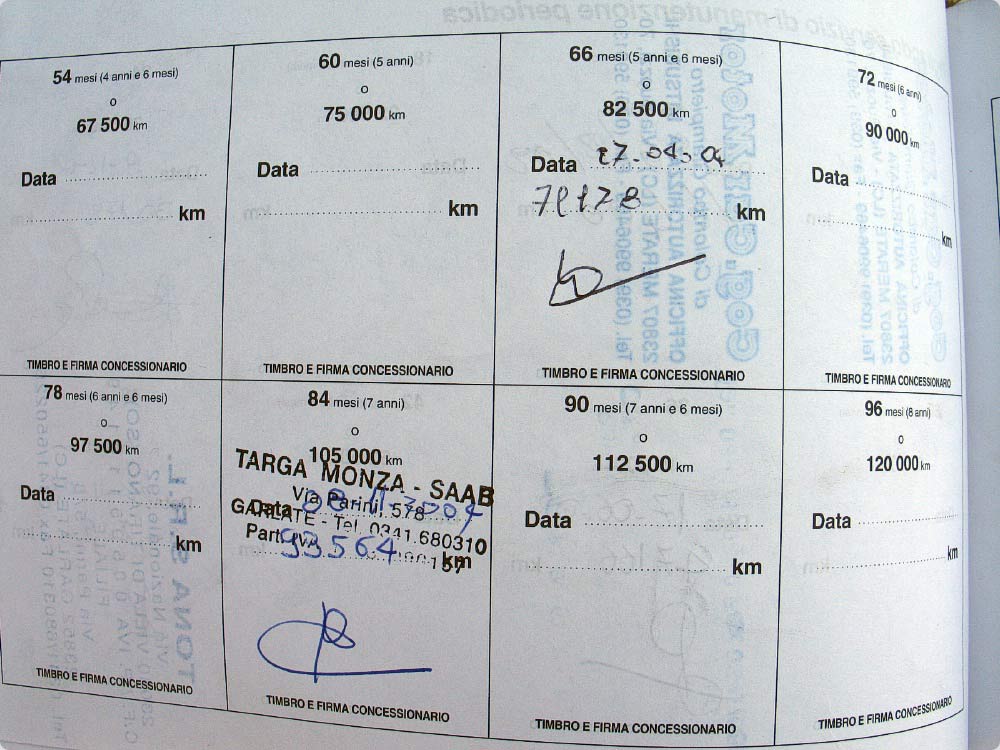 54 mesi (4 anni e 6 mesi)
o
67 500 km
Data
km
TIMBRO E FIRMA CONCESSIONARIO
60 mesi (5 anni)
o
75 000 km
Data
km
TIMBRO E FIRMA CONCESSIONARIO
66 mesi (5 anni e 6 mesi)
o
82 500 km
Data 27-04-04
km
TIMBRO E FIRMA CONCESSIONARIO
72 mesi (6 anni)
o
90 000 km
Data
km
TIMBRO E FIRMA CONCESSIONARIO
78 mesi (6 anni e 6 mesi)
o
97 500 km
Data
km
TIMBRO E FIRMA CONCESSIONARIO
84 mesi (7 anni)
o
105 000 km
TARGA MONZA - SAAB
Via Parini, 578
Data
GARLATE - Tel. 0341.680310
93564 km
TIMBRO E FIRMA CONCESSIONARIO
90 mesi (7 anni e 6 mesi)
o
112 500 km
Data
km
TIMBRO E FIRMA CONCESSIONARIO
96 mesi (8 anni)
o
120 000 km
Data
km
TIMBRO E FIRMA CONCESSIONARIO